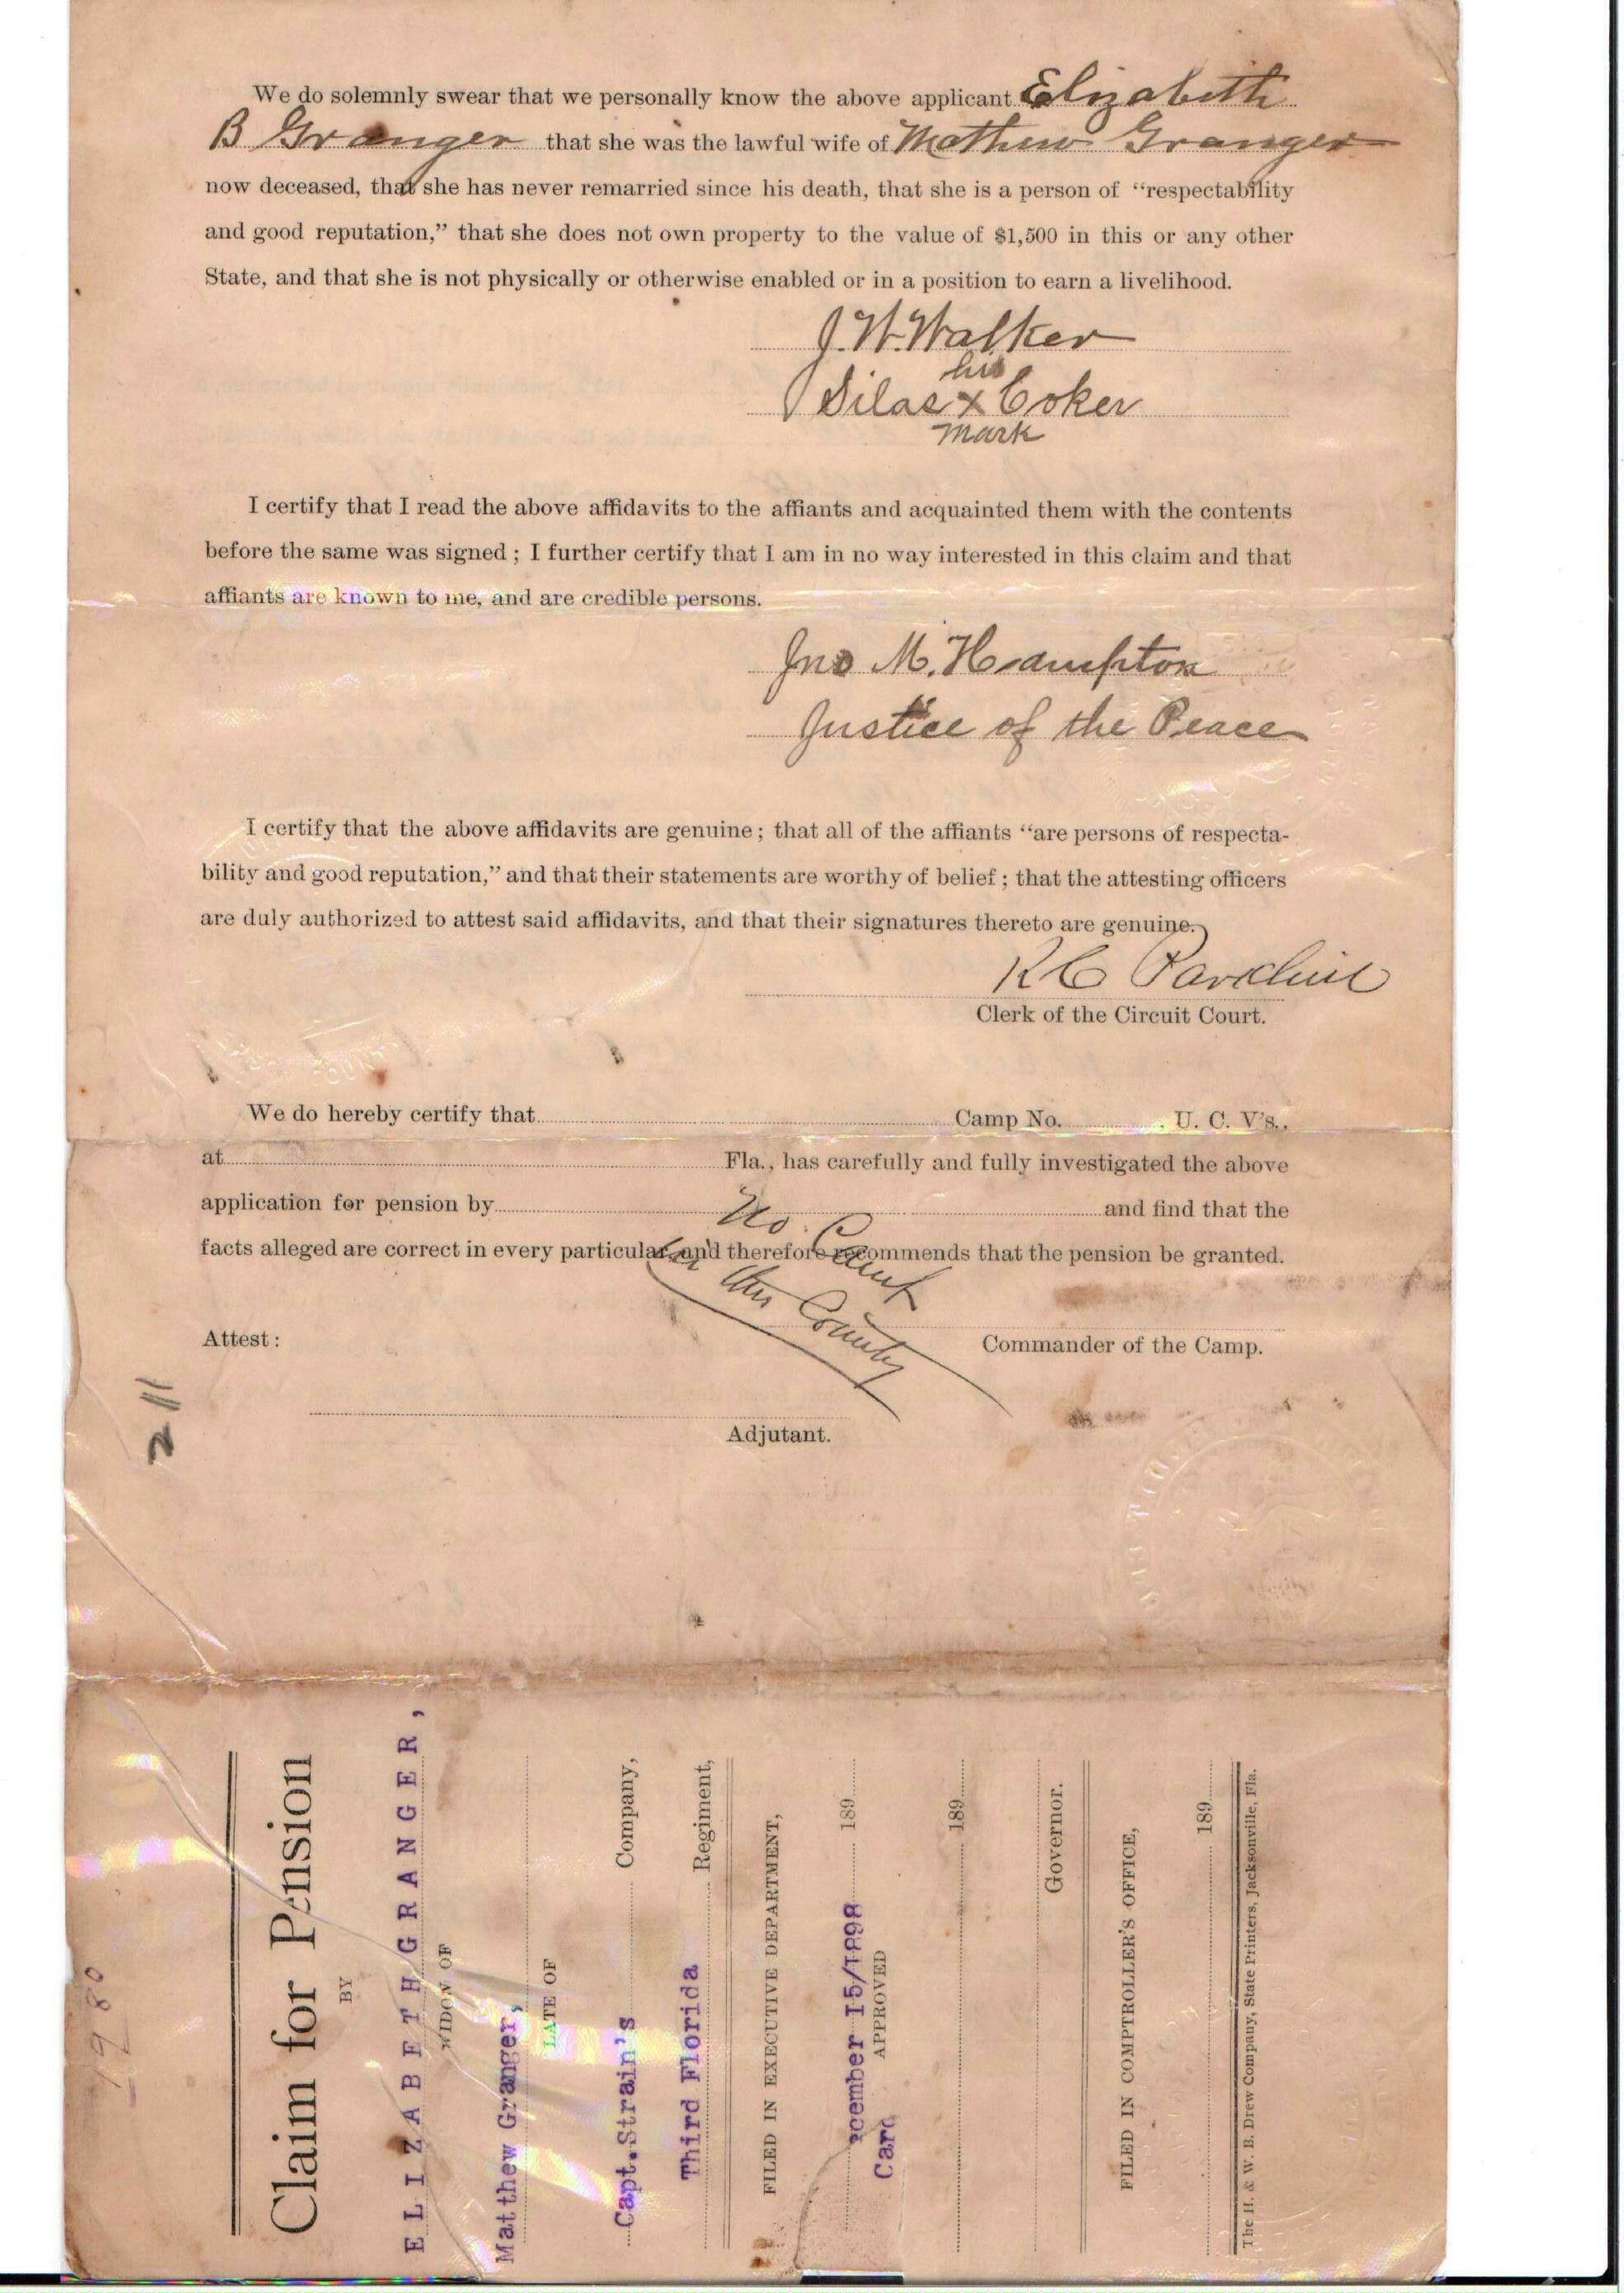 We do solemnly swear that we personally know the above applicant Elizabeth
B Granger that she was the lawful wife of Mathew Granger
now deceased, that she has never remarried since his death, that she is a person of “respectability
and good reputation,” that she does not own property to the value of $1,500 in this or any other
State, and that she is not physically or otherwise enabled or in a position to earn a livelihood.
J. W. Walker
his
Silas x Coker
mark
I certify that I read the above affidavits to the affiants and acquainted them with the contents
before the same was signed ; I further certify that I am in no way interested in this claim and that
affiants are known to me, and are credible persons.
Jno M. Hampton
Justice of the Peace
I certify that the above affidavits are genuine ; that all of the affiants “are persons of respecta-
bility and good reputation,” and that their statements are worthy of belief ; that the attesting officers
are duly authorized to attest said affidavits, and that their signatures thereto are genuine.
R C
Clerk of the Circuit Court.
We do hereby certify that Camp No. U. C. V's.,
at Fla., has carefully and fully investigated the above
application for pension by and find that the
No Camp
facts alleged are correct in every particular and therefore recommends that the pension be granted.
in this County
Attest : Commander of the Camp.
211
Adjutant.
1980
Claim for Pension
BY
ELIZABETH GRANGER,
WIDOW OF
Matthew Granger,
LATE OF
Capt. Strain's Company,
Third Florida Regiment,
FILED IN EXECUTIVE DEPARTMENT,
ecember 15/1898 189
APPROVED
Card
189
Governor.
FILED IN COMPTROLLER'S OFFICE,
189
The H. & W. B. Drew Company, State Printers, Jacksonville, Fla.